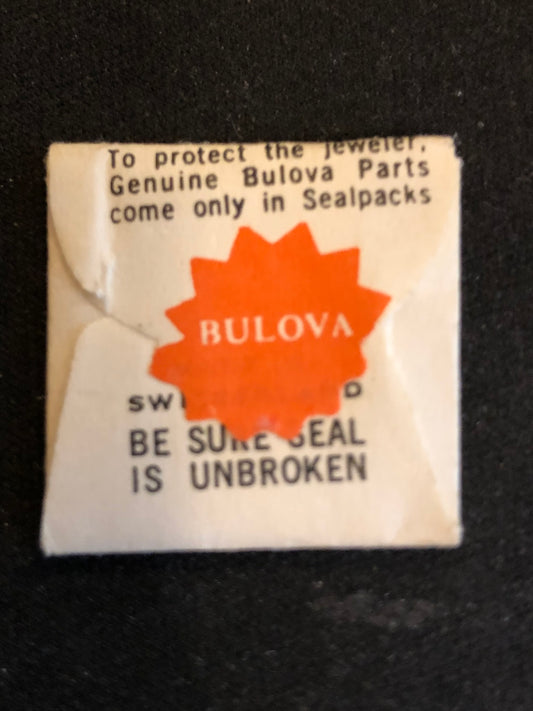 To protect the jeweler,
Genuine Bulova Parts
come only in Sealpacks
BULOVA
BE SURE SEAL
IS UNBROKEN